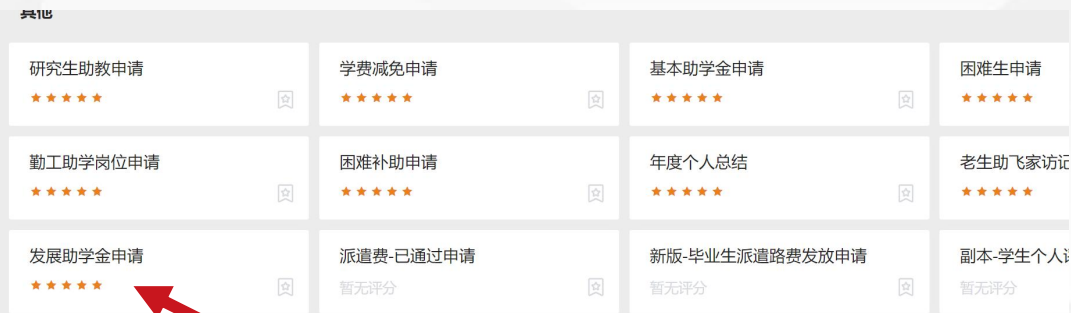 其他
研究生助教申请
学费减免申请
基本助学金申请
困难生申请
勤工助学岗位申请
困难补助申请
年度个人总结
老生助飞家访记
发展助学金申请
派遣费-已通过申请
新版-毕业生派遣路费发放申请
副本-学生个人
暂无评分
暂无评分
暂无评分